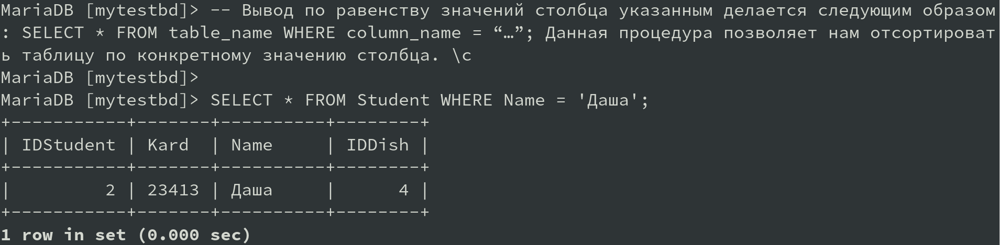 MariaDB [mytestbd]> -- Вывод по равенству значений столбца указанным делается следующим образом
: SELECT * FROM table_name WHERE column_name = “…”; Данная процедура позволяет нам отсортироват
ь таблицу по конкретному значению столбца. \c
MariaDB [mytestbd]>
MariaDB [mytestbd]> SELECT * FROM Student WHERE Name = 'Даша';
+-----------+-------+----------+--------+
| IDStudent | Kard  | Name     | IDDish |
+-----------+-------+----------+--------+
|         2 | 23413 | Даша     |      4 |
+-----------+-------+----------+--------+
1 row in set (0.000 sec)